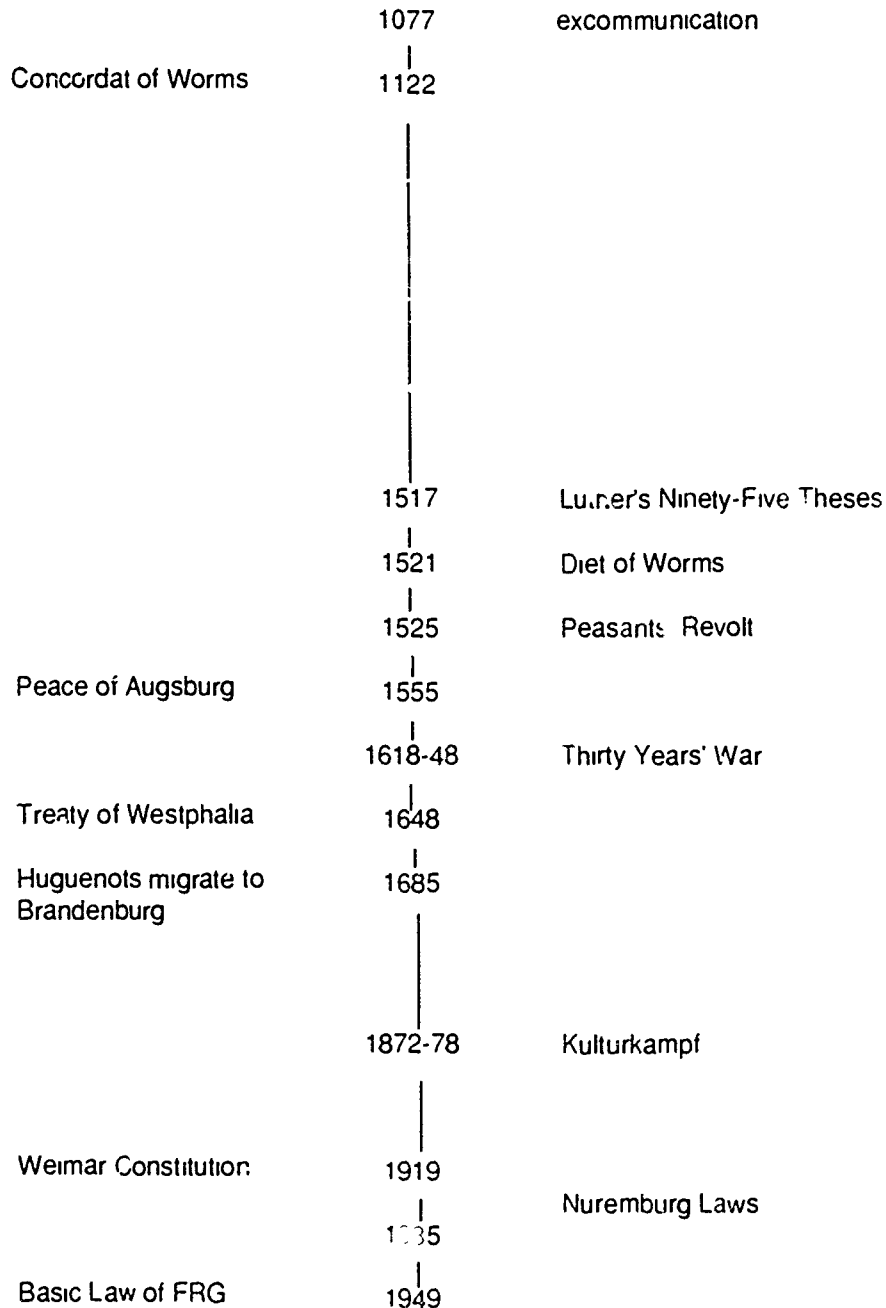 1077 excommunication
Concordat of Worms 1122
1517 Luther's Ninety-Five Theses
1521 Diet of Worms
1525 Peasants Revolt
Peace of Augsburg 1555
1618-48 Thirty Years' War
Treaty of Westphalia 1648
Huguenots migrate to 1685
Brandenburg
1872-78 Kulturkampf
Weimar Constitution 1919
Nuremburg Laws
1935
Basic Law of FRG 1949